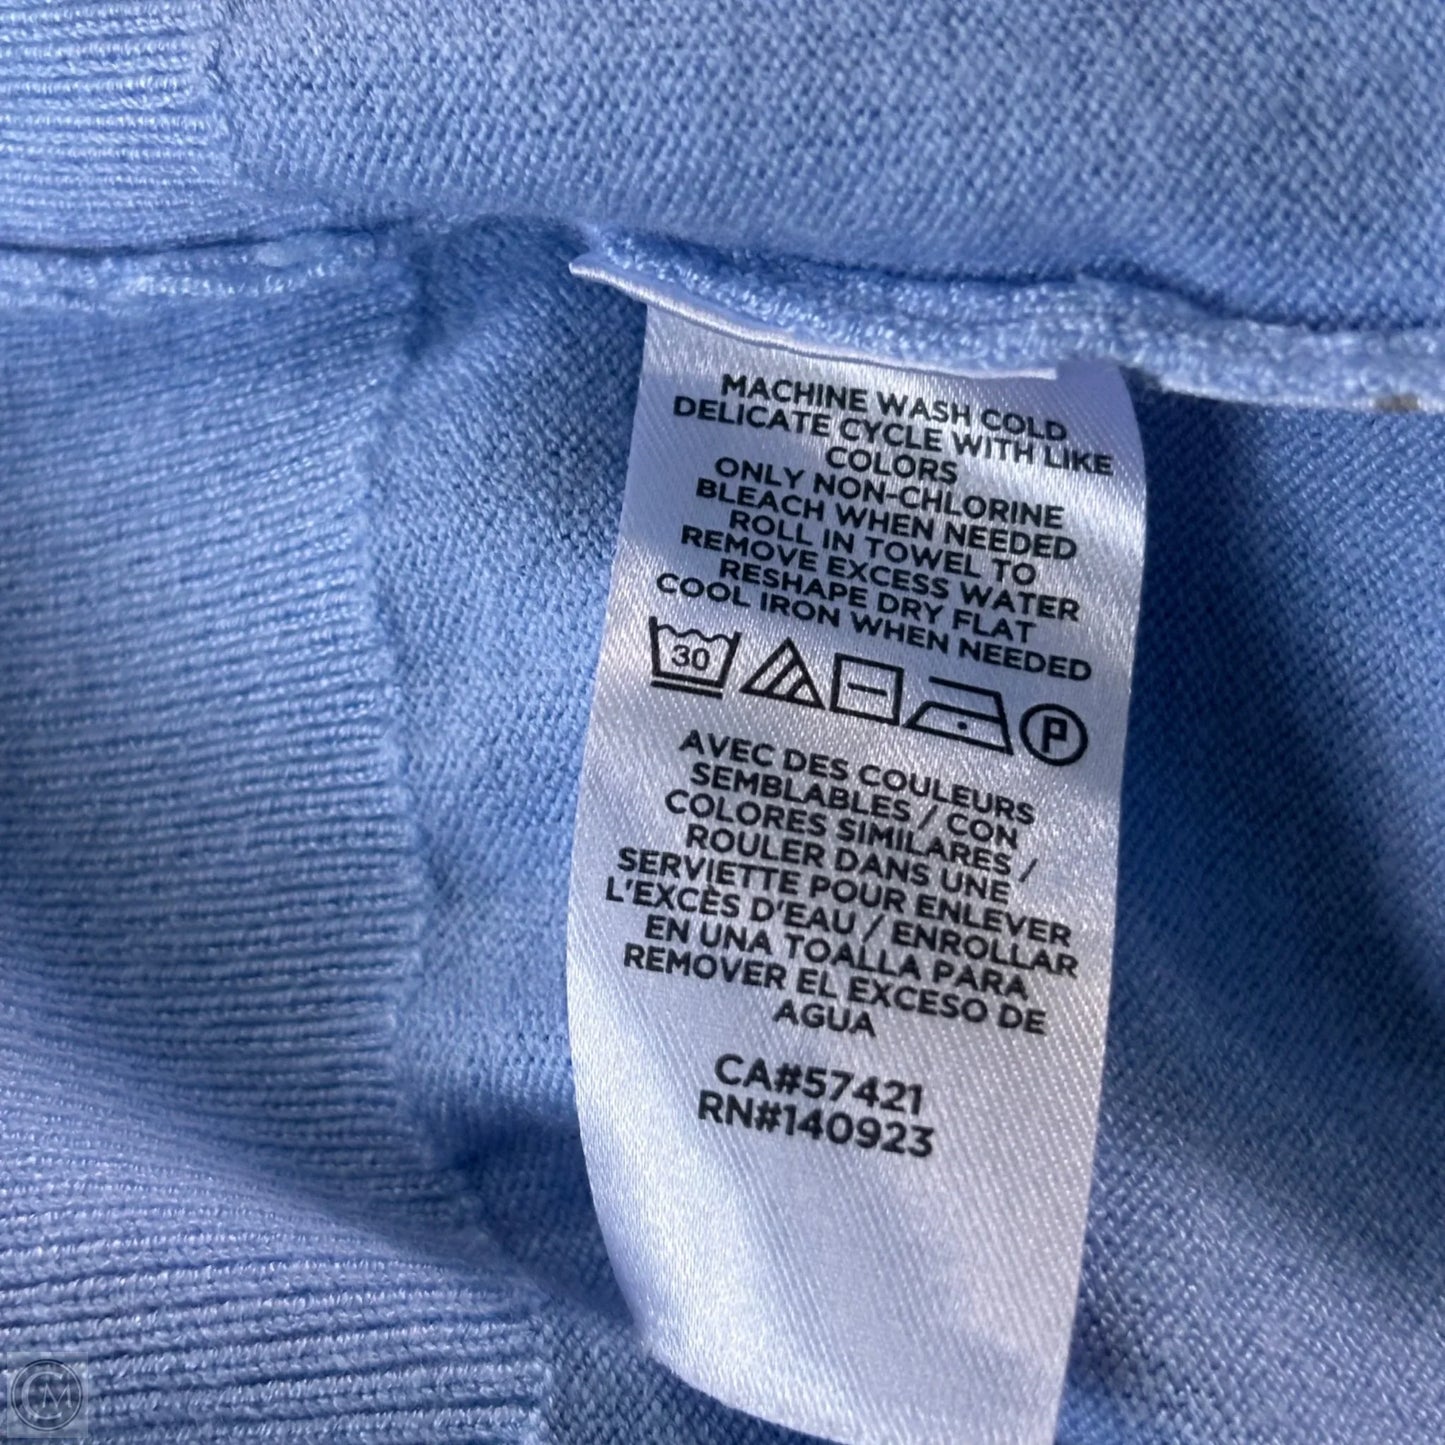 MACHINE WASH COLD
DELICATE CYCLE WITH LIKE
COLORS
ONLY NON-CHLORINE
BLEACH WHEN NEEDED
ROLL IN TOWEL TO
REMOVE EXCESS WATER
RESHAPE DRY FLAT
COOL IRON WHEN NEEDED
30 P
AVEC DES COULEURS
SEMBLABLES / CON
COLORES SIMILARES /
ROULER DANS UNE
SERVIETTE POUR ENLEVER
L'EXCÈS D'EAU / ENROLLAR
EN UNA TOALLA PARA
REMOVER EL EXCESO DE
AGUA
CA#57421
RN#140923
CM